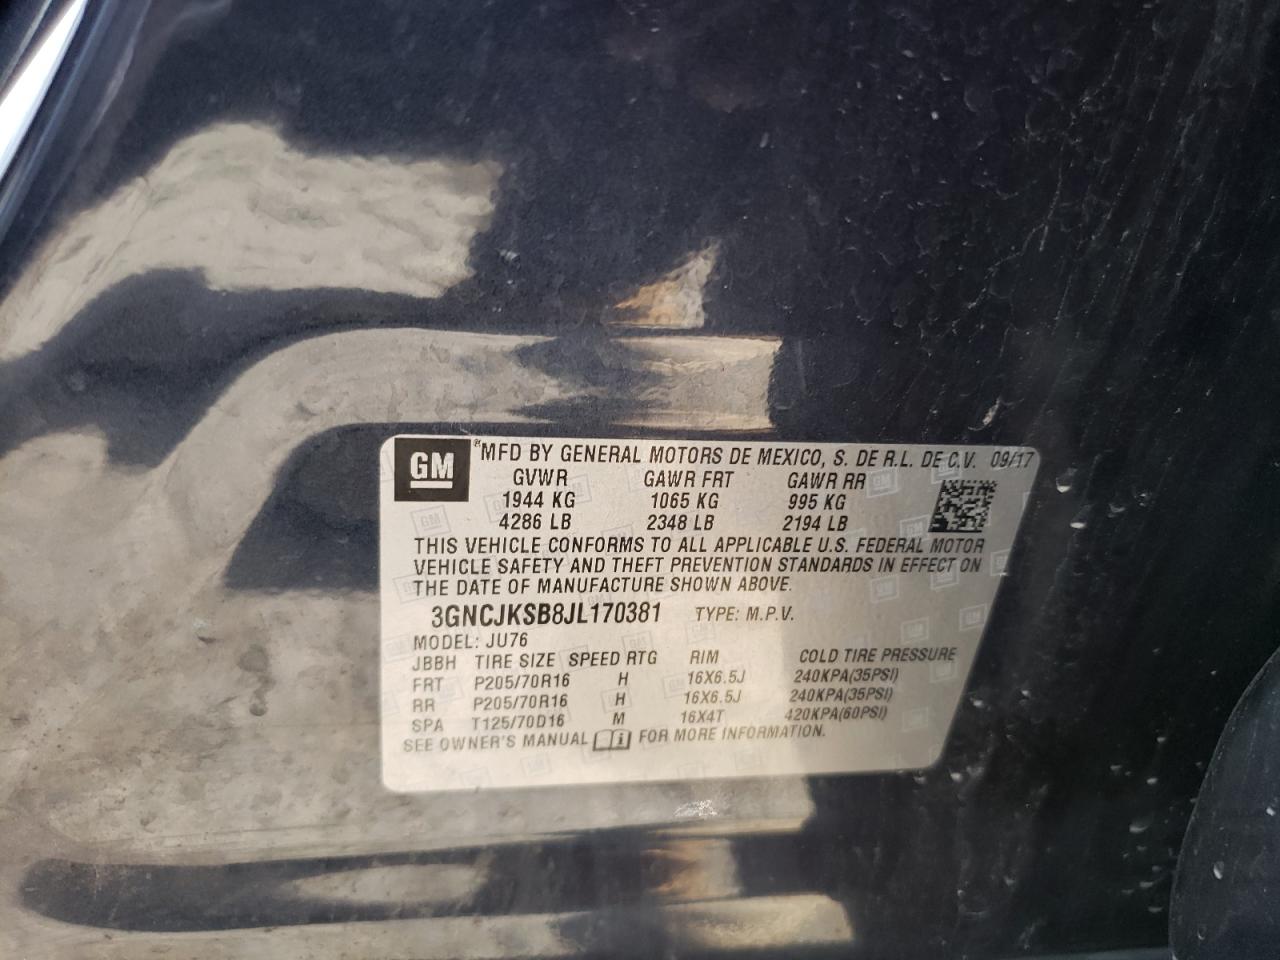 GM *MFD BY GENERAL MOTORS DE MEXICO, S. DE R.L. DE C.V. 09/17
GVWR GAWR FRT GAWR RR
1944 KG 1065 KG 995 KG
4286 LB 2348 LB 2194 LB
THIS VEHICLE CONFORMS TO ALL APPLICABLE U.S. FEDERAL MOTOR
VEHICLE SAFETY AND THEFT PREVENTION STANDARDS IN EFFECT ON
THE DATE OF MANUFACTURE SHOWN ABOVE.
3GNCJKSB8JL170381 TYPE: M.P.V.
MODEL: JU76
JBBH TIRE SIZE SPEED RTG RIM COLD TIRE PRESSURE
FRT P205/70R16 H 16X6.5J 240KPA(35PSI)
RR P205/70R16 H 16X6.5J 240KPA(35PSI)
SPA T125/70D16 M 16X4T 420KPA(60PSI)
SEE OWNER'S MANUAL FOR MORE INFORMATION.